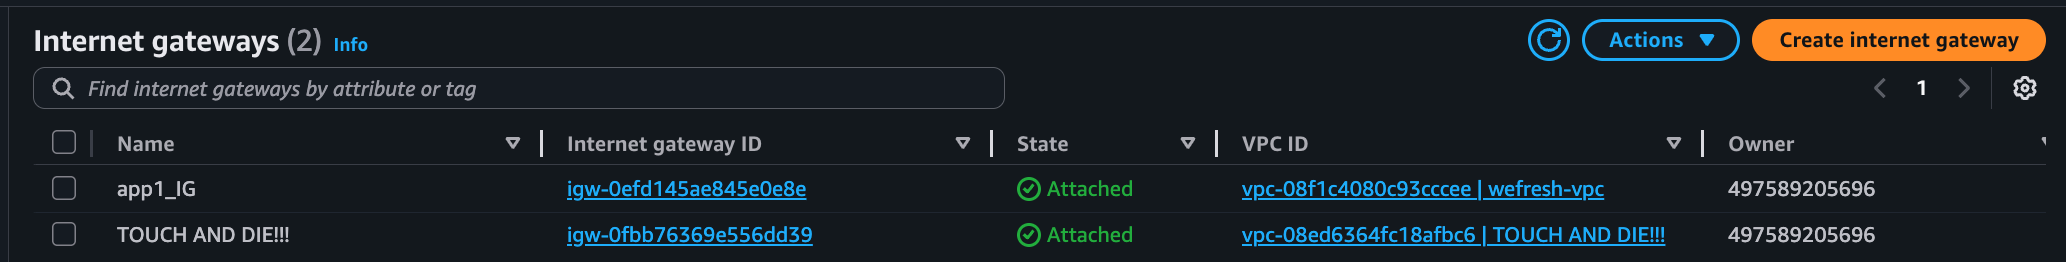 Internet gateways (2) Info
Actions
Create internet gateway
Find internet gateways by attribute or tag
1
Name Internet gateway ID State VPC ID Owner
app1_IG igw-0efd145ae845e0e8e Attached vpc-08f1c4080c93cccee | wefresh-vpc 497589205696
TOUCH AND DIE!!! igw-0fbb76369e556dd39 Attached vpc-08ed6364fc18afbc6 | TOUCH AND DIE!!! 497589205696